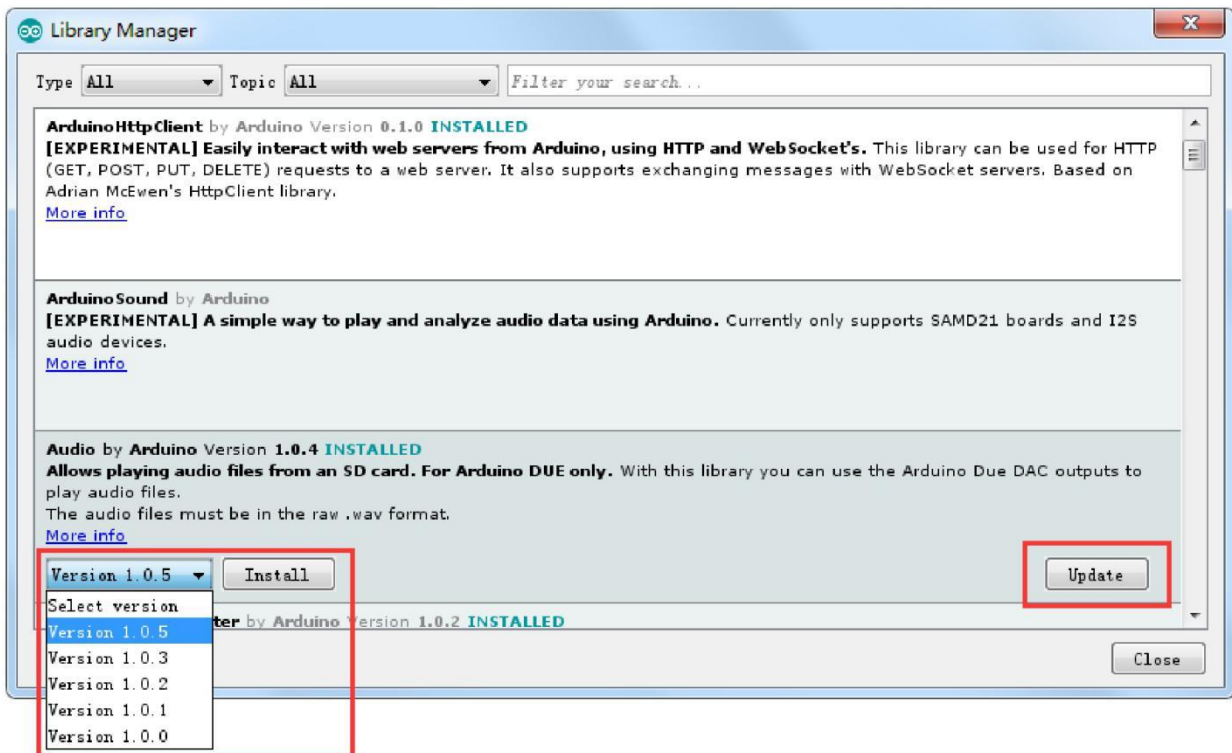 Library Manager
Type All Topic All Filter your search...
ArduinoHttpClient by Arduino Version 0.1.0 INSTALLED
[EXPERIMENTAL] Easily interact with web servers from Arduino, using HTTP and WebSocket's. This library can be used for HTTP
(GET, POST, PUT, DELETE) requests to a web server. It also supports exchanging messages with WebSocket servers. Based on
Adrian McEwen's HttpClient library.
More info
ArduinoSound by Arduino
[EXPERIMENTAL] A simple way to play and analyze audio data using Arduino. Currently only supports SAMD21 boards and I2S
audio devices.
More info
Audio by Arduino Version 1.0.4 INSTALLED
Allows playing audio files from an SD card. For Arduino DUE only. With this library you can use the Arduino Due DAC outputs to
play audio files.
The audio files must be in the raw .wav format.
More info
Version 1.0.5 Install Update
Select version
ter by Arduino Version 1.0.2 INSTALLED
Version 1.0.5
Version 1.0.3
Close
Version 1.0.2
Version 1.0.1
Version 1.0.0